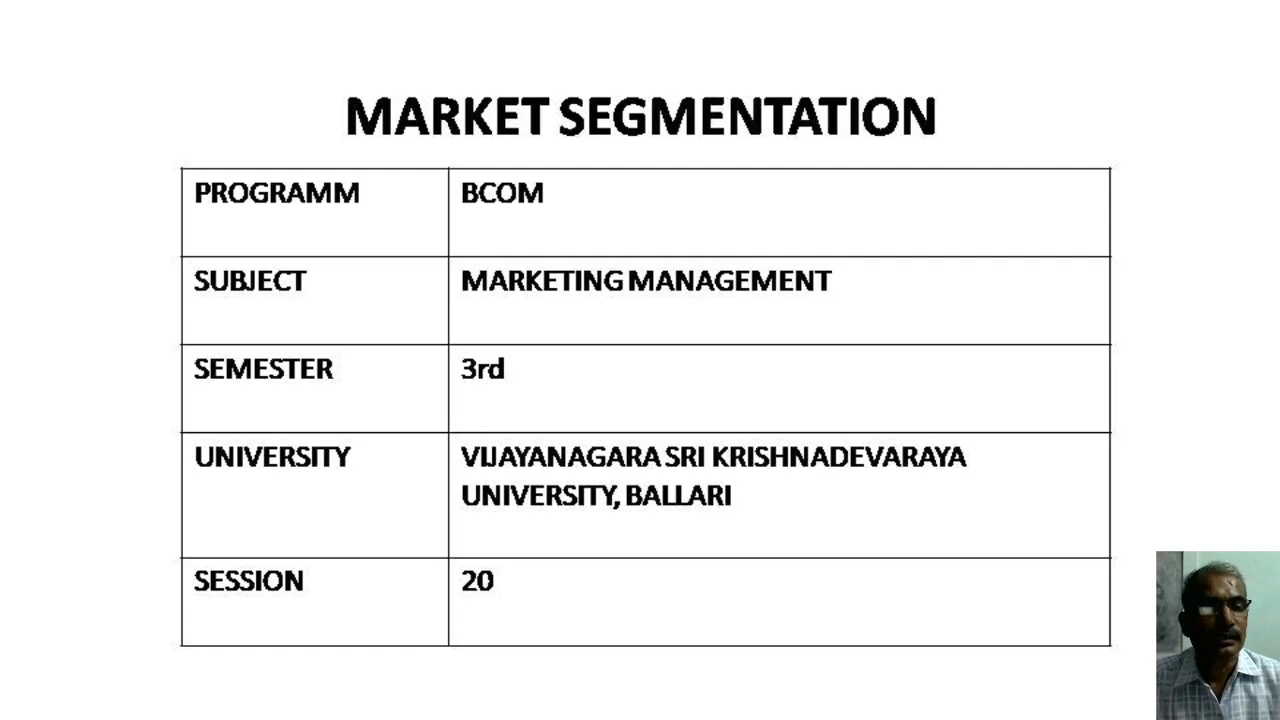 MARKET SEGMENTATION
PROGRAMM BCOM
SUBJECT MARKETING MANAGEMENT
SEMESTER 3rd
UNIVERSITY VIJAYANAGARA SRI KRISHNADEVARAYA
UNIVERSITY, BALLARI
SESSION 20